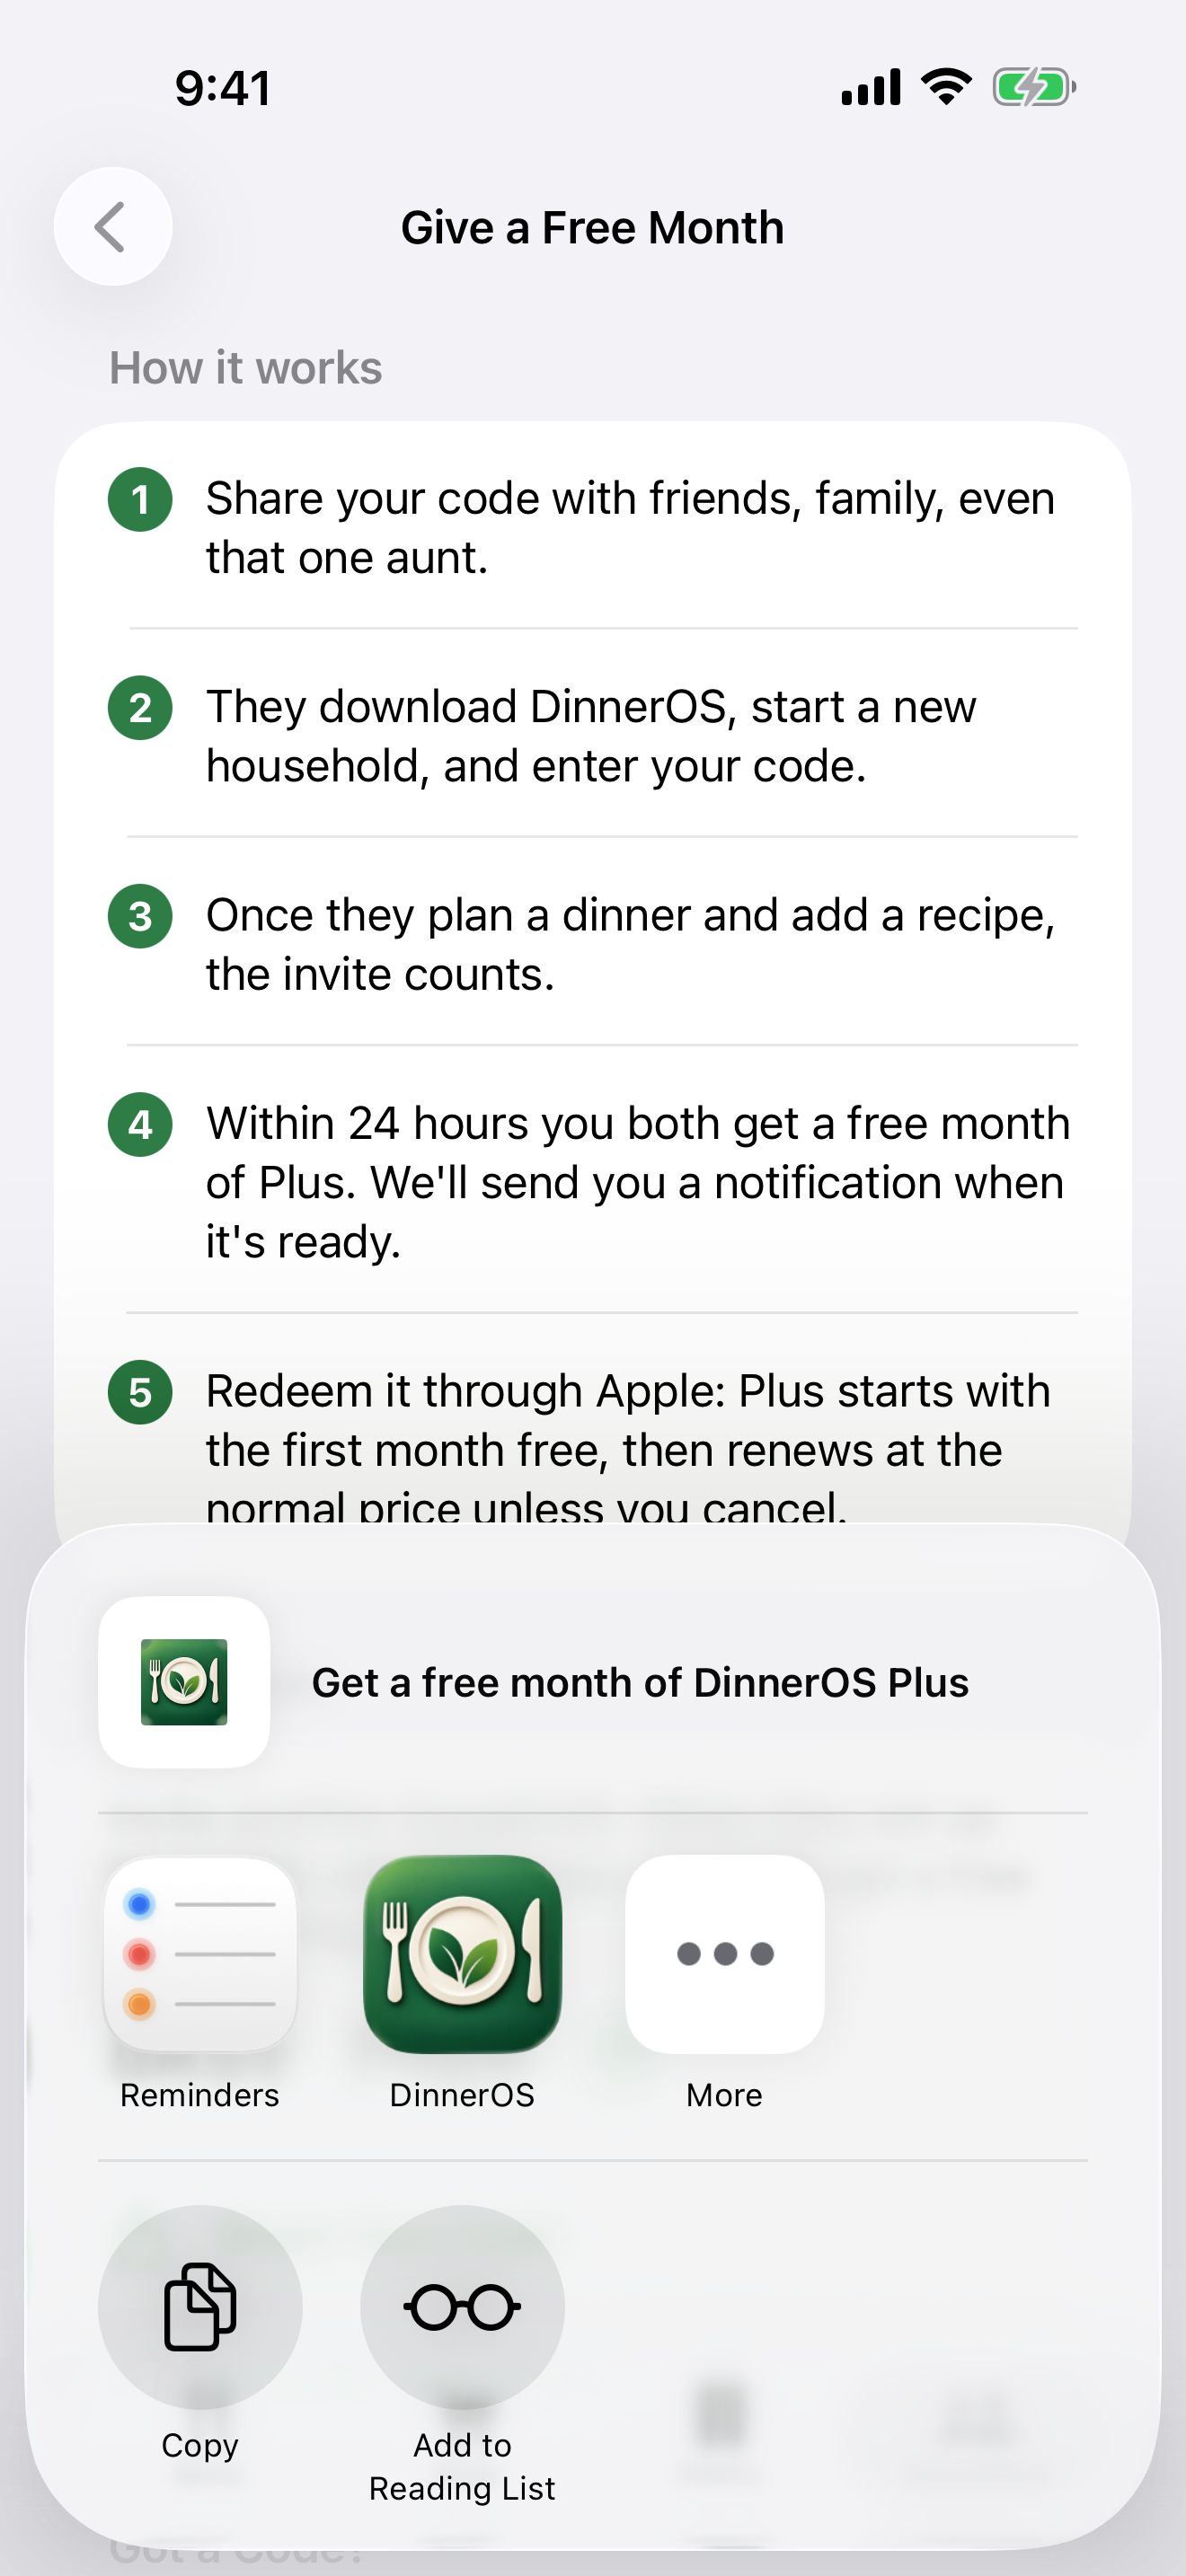 9:41
Give a Free Month
How it works
1 Share your code with friends, family, even
that one aunt.
2 They download DinnerOS, start a new
household, and enter your code.
3 Once they plan a dinner and add a recipe,
the invite counts.
4 Within 24 hours you both get a free month
of Plus. We'll send you a notification when
it's ready.
5 Redeem it through Apple: Plus starts with
the first month free, then renews at the
normal price unless you cancel.
Get a free month of DinnerOS Plus
Reminders
DinnerOS
More
Copy
Add to
Reading List
Got a Code?